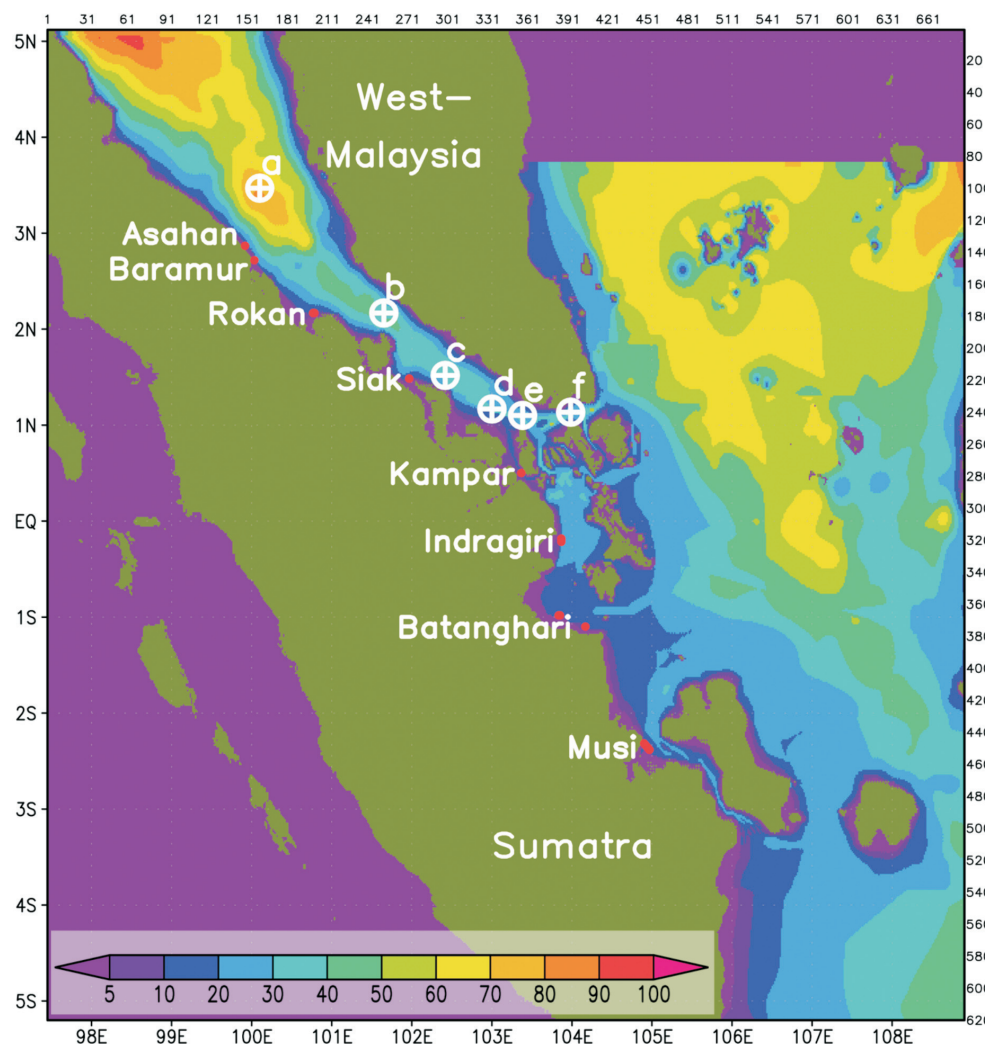 1 31 61 91 121 151 181 211 241 271 301 331 361 391 421 451 481 511 541 571 601 631 661
5N
20
40
West-
60
4N
Malaysia
80
a
100
Asahan
3N
120
Baramur
140
b
160
Rokan
2N
180
c
200
Siak
d
e
f
220
1N
240
Kampar
260
280
EQ
300
Indragiri
320
340
1S
Batanghari
360
380
400
2S
420
Musi
440
460
3S
480
500
Sumatra
520
4S
540
560
580
5 10 20 30 40 50 60 70 80 90 100
5S
600
620
98E 99E 100E 101E 102E 103E 104E 105E 106E 107E 108E